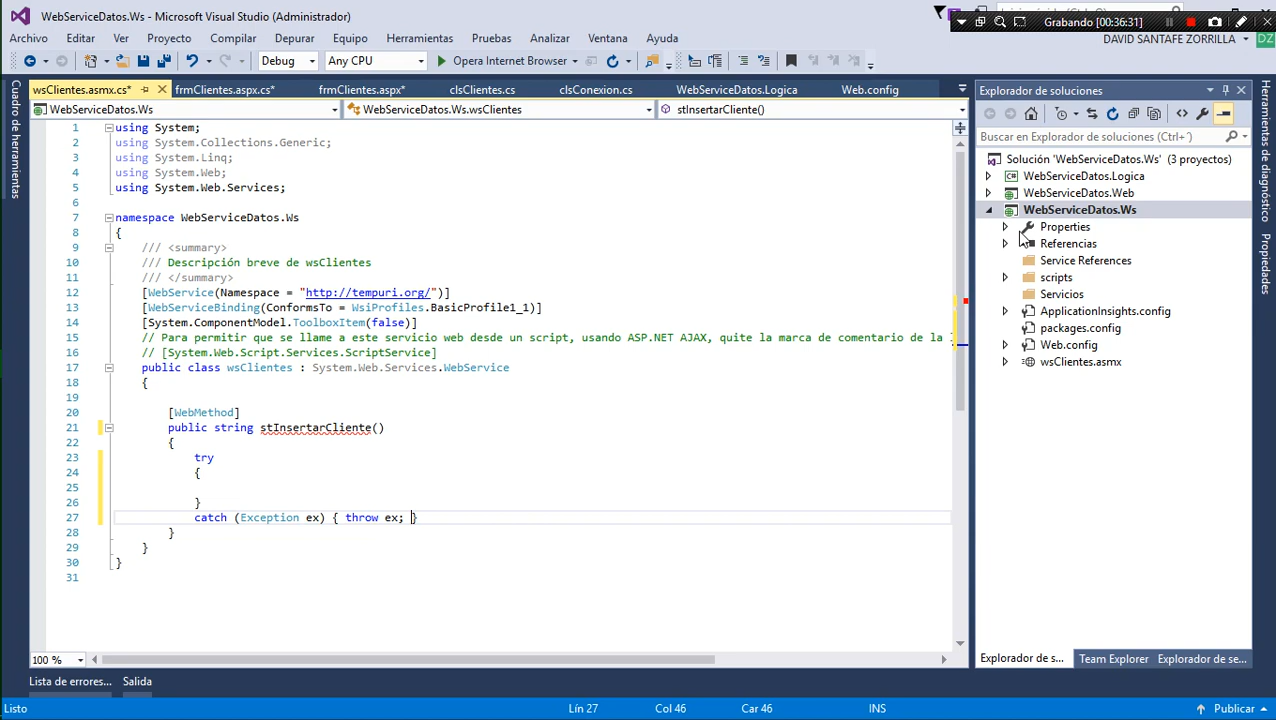 WebServiceDatos.Ws - Microsoft Visual Studio (Administrador)
Grabando [00:36:31]
Archivo Editar Ver Proyecto Compilar Depurar Equipo Herramientas Pruebas Analizar Ventana Ayuda
DAVID SANTAFE ZORRILLA DZ
Debug Any CPU Opera Internet Browser
wsClientes.asmx.cs* frmClientes.aspx.cs* frmClientes.aspx* clsClientes.cs clsConexion.cs WebServiceDatos.Logica Web.config
WebServiceDatos.Ws WebServiceDatos.Ws.wsClientes stInsertarCliente()
Cuadro de herramientas
1 using System;
2 using System.Collections.Generic;
3 using System.Linq;
4 using System.Web;
5 using System.Web.Services;
6
7 namespace WebServiceDatos.Ws
8 {
9 /// <summary>
10 /// Descripción breve de wsClientes
11 /// </summary>
12 [WebService(Namespace = "http://tempuri.org/")]
13 [WebServiceBinding(ConformsTo = WsiProfiles.BasicProfile1_1)]
14 [System.ComponentModel.ToolboxItem(false)]
15 // Para permitir que se llame a este servicio web desde un script, usando ASP.NET AJAX, quite la marca de comentario de la l
16 // [System.Web.Script.Services.ScriptService]
17 public class wsClientes : System.Web.Services.WebService
18 {
19
20 [WebMethod]
21 public string stInsertarCliente()
22 {
23 try
24 {
25
26 }
27 catch (Exception ex) { throw ex; }
28 }
29 }
30 }
31
100 %
Explorador de soluciones
Buscar en Explorador de soluciones (Ctrl+´)
Solución 'WebServiceDatos.Ws' (3 proyectos)
C# WebServiceDatos.Logica
WebServiceDatos.Web
WebServiceDatos.Ws
Properties
Referencias
Service References
scripts
Servicios
ApplicationInsights.config
packages.config
Web.config
wsClientes.asmx
Explorador de s... Team Explorer Explorador de se...
Herramientas de diagnóstico
Propiedades
Lista de errores... Salida
Listo Lín 27 Col 46 Car 46 INS Publicar